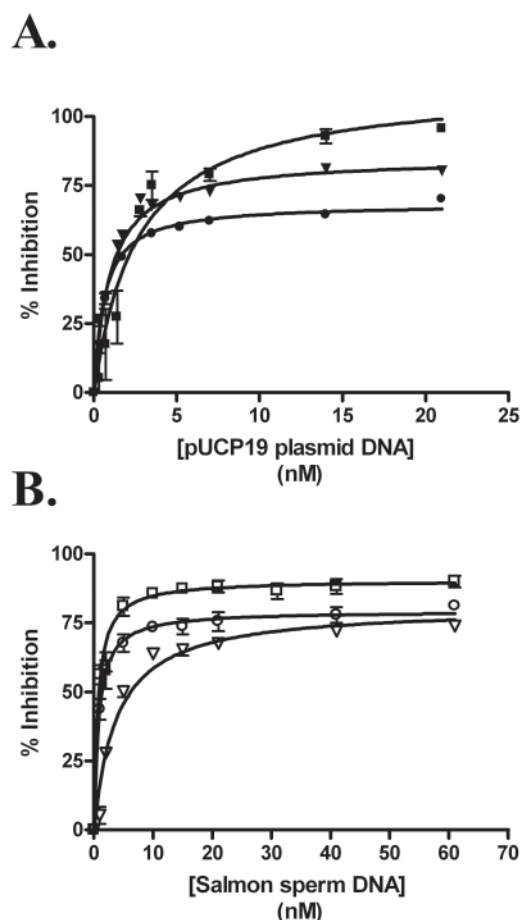 A.
100
75
50
25
0
% Inhibition
0 5 10 15 20 25
[pUCP19 plasmid DNA]
(nM)
B.
100
75
50
25
0
% Inhibition
0 10 20 30 40 50 60 70
[Salmon sperm DNA]
(nM)